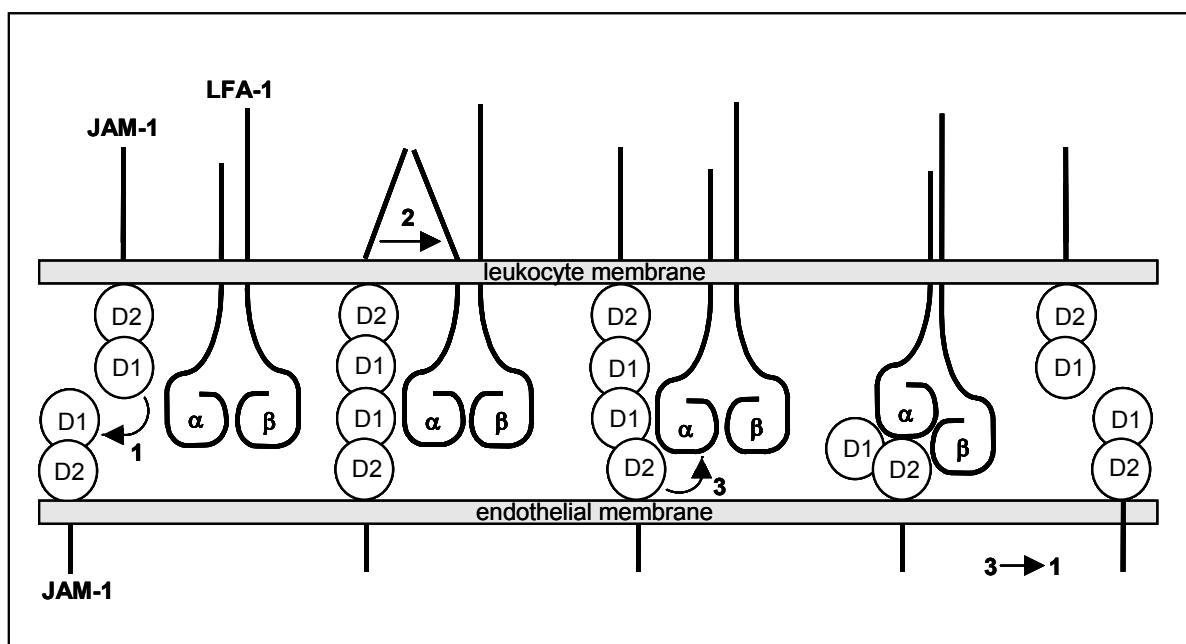 LFA-1
JAM-1
2
leukocyte membrane
D2 D2 D2 D2
D1 D1 D1 D1
D1 α β D1 α β D1 α β α D1
1 D1 β
D2 D2 D2 3 D2 D2
endothelial membrane
3 1
JAM-1